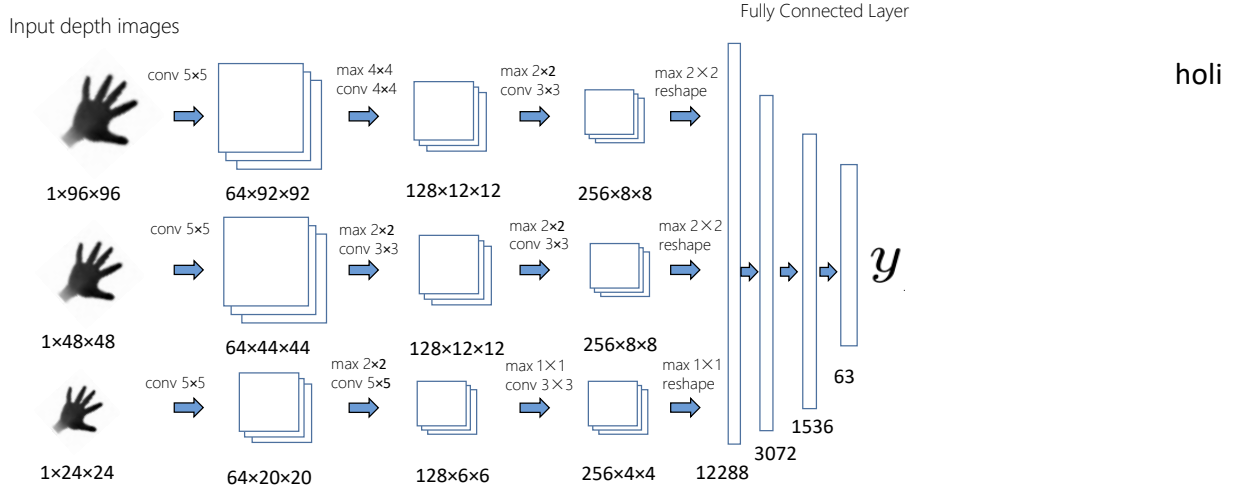 Fully Connected Layer
Input depth images
holi
conv 5×5
max 4×4
conv 4×4
max 2×2
conv 3×3
max 2×2
reshape
1×96×96
64×92×92
128×12×12
256×8×8
conv 5×5
max 2×2
conv 3×3
max 2×2
conv 3×3
max 2×2
reshape
y
1×48×48
64×44×44
128×12×12
256×8×8
conv 5×5
max 2×2
conv 5×5
max 1×1
conv 3×3
max 1×1
reshape
63
1536
3072
1×24×24
64×20×20
128×6×6
256×4×4
12288